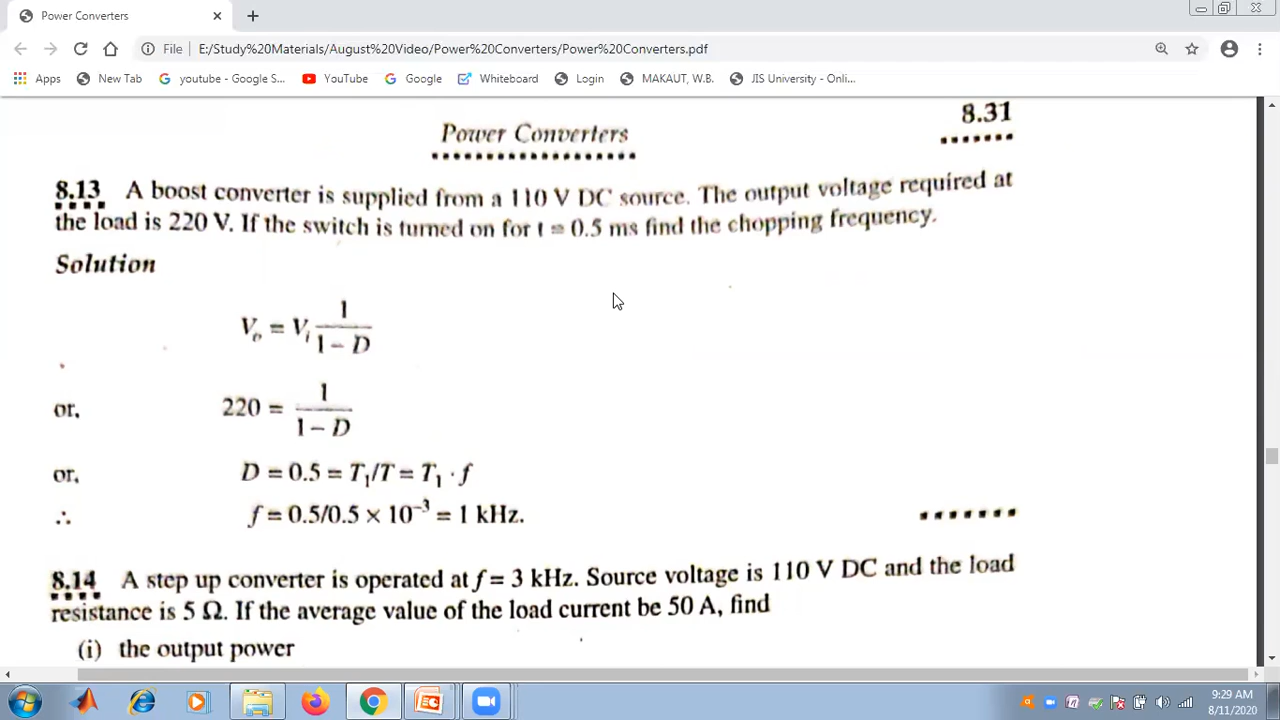 Power Converters
File E:/Study%20Materials/August%20Video/Power%20Converters/Power%20Converters.pdf
Apps New Tab youtube - Google S... YouTube Google Whiteboard Login MAKAUT, W.B. JIS University - Onli...
8.31
Power Converters
8.13 A boost converter is supplied from a 110 V DC source. The output voltage required at
the load is 220 V. If the switch is turned on for t = 0.5 ms find the chopping frequency.
Solution
Vₒ = Vᵢ 1/(1 – D)
or, 220 = 1/(1 – D)
or, D = 0.5 = T₁/T = T₁ · f
∴ f = 0.5/0.5 × 10⁻³ = 1 kHz.
8.14 A step up converter is operated at f = 3 kHz. Source voltage is 110 V DC and the load
resistance is 5 Ω. If the average value of the load current be 50 A, find
(i) the output power
9:29 AM
8/11/2020